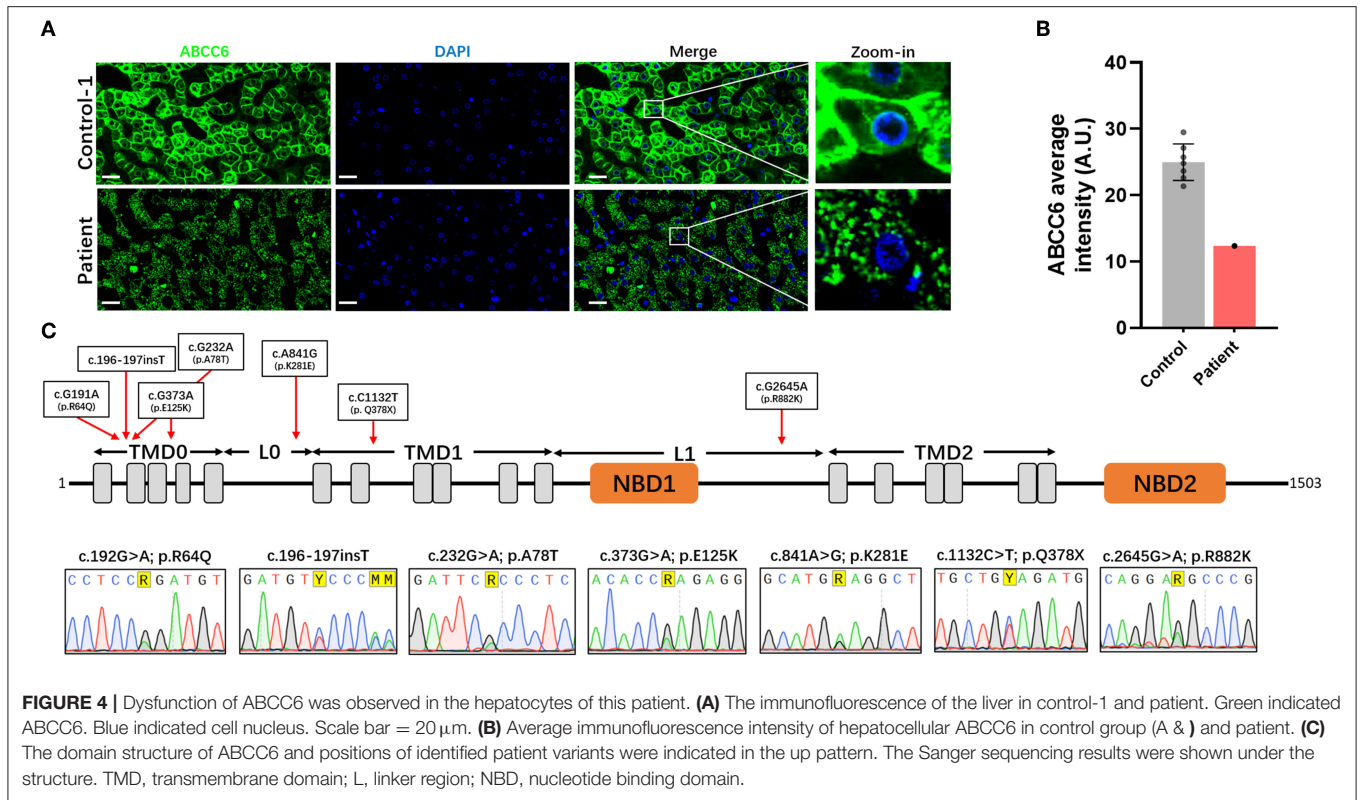 A
ABCC6
DAPI
Merge
Zoom-in
Control-1
Patient
B
ABCC6 average
intensity (A.U.)
40
30
20
10
0
Control
Patient
C
c.G191A
(p.R64Q)
c.196-197insT
c.G232A
(p.A78T)
c.G373A
(p.E125K)
c.A841G
(p.K281E)
c.C1132T
(p. Q378X)
c.G2645A
(p.R882K)
TMD0
L0
TMD1
L1
TMD2
1
NBD1
NBD2
1503
c.192G>A; p.R64Q
c.196-197insT
c.232G>A; p.A78T
c.373G>A; p.E125K
c.841A>G; p.K281E
c.1132C>T; p.Q378X
c.2645G>A; p.R882K
C C T C C R G A T G T
G A T G T Y C C C M M
G A T T C R C C C T C
A C A C C R A G A G G
G C A T G R A G G C T
T G C T G Y A G A T G
C A G G A R G C C C G
FIGURE 4 | Dysfunction of ABCC6 was observed in the hepatocytes of this patient. (A) The immunofluorescence of the liver in control-1 and patient. Green indicated
ABCC6. Blue indicated cell nucleus. Scale bar = 20 μm. (B) Average immunofluorescence intensity of hepatocellular ABCC6 in control group (A & ) and patient. (C)
The domain structure of ABCC6 and positions of identified patient variants were indicated in the up pattern. The Sanger sequencing results were shown under the
structure. TMD, transmembrane domain; L, linker region; NBD, nucleotide binding domain.